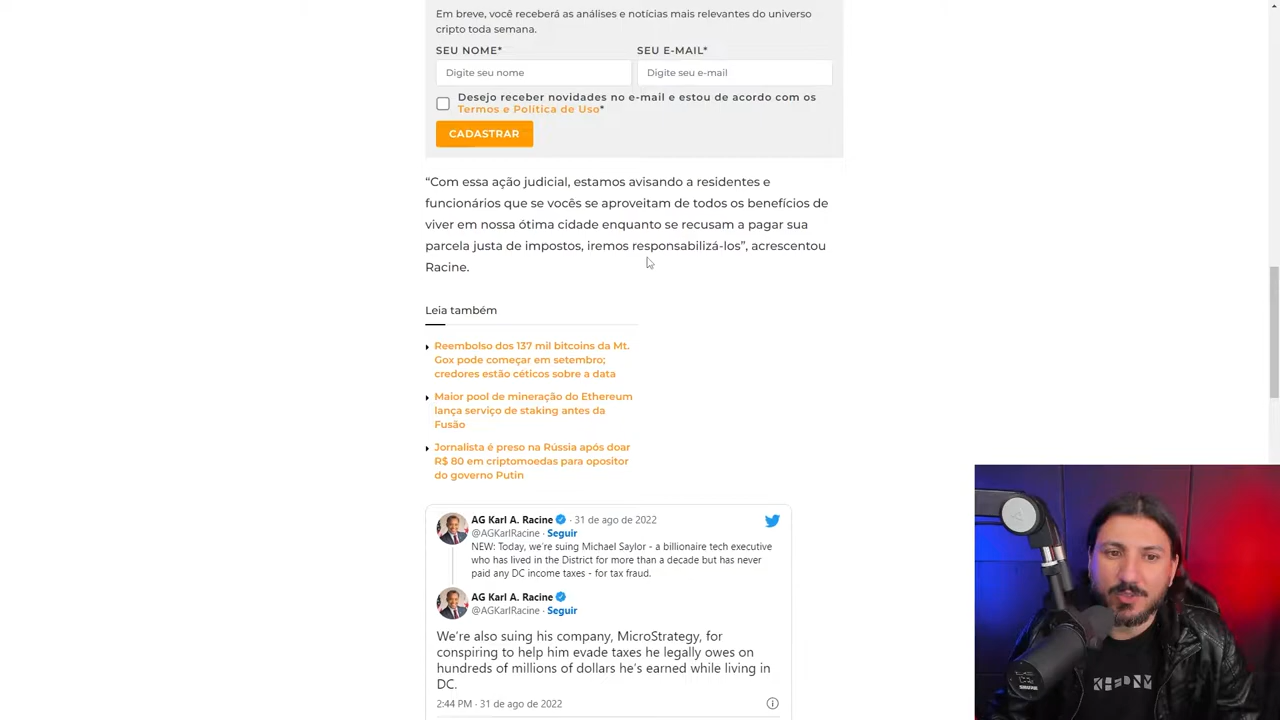 Em breve, você receberá as análises e notícias mais relevantes do universo
cripto toda semana.
SEU NOME*
SEU E-MAIL*
Digite seu nome
Digite seu e-mail
Desejo receber novidades no e-mail e estou de acordo com os
Termos e Política de Uso*
CADASTRAR
“Com essa ação judicial, estamos avisando a residentes e
funcionários que se vocês se aproveitam de todos os benefícios de
viver em nossa ótima cidade enquanto se recusam a pagar sua
parcela justa de impostos, iremos responsabilizá-los”, acrescentou
Racine.
Leia também
Reembolso dos 137 mil bitcoins da Mt.
Gox pode começar em setembro;
credores estão céticos sobre a data
Maior pool de mineração do Ethereum
lança serviço de staking antes da
Fusão
Jornalista é preso na Rússia após doar
R$ 80 em criptomoedas para opositor
do governo Putin
AG Karl A. Racine · 31 de ago de 2022
@AGKarlRacine · Seguir
NEW: Today, we’re suing Michael Saylor - a billionaire tech executive
who has lived in the District for more than a decade but has never
paid any DC income taxes - for tax fraud.
AG Karl A. Racine
@AGKarlRacine · Seguir
We’re also suing his company, MicroStrategy, for
conspiring to help him evade taxes he legally owes on
hundreds of millions of dollars he’s earned while living in
DC.
2:44 PM · 31 de ago de 2022
SHURE